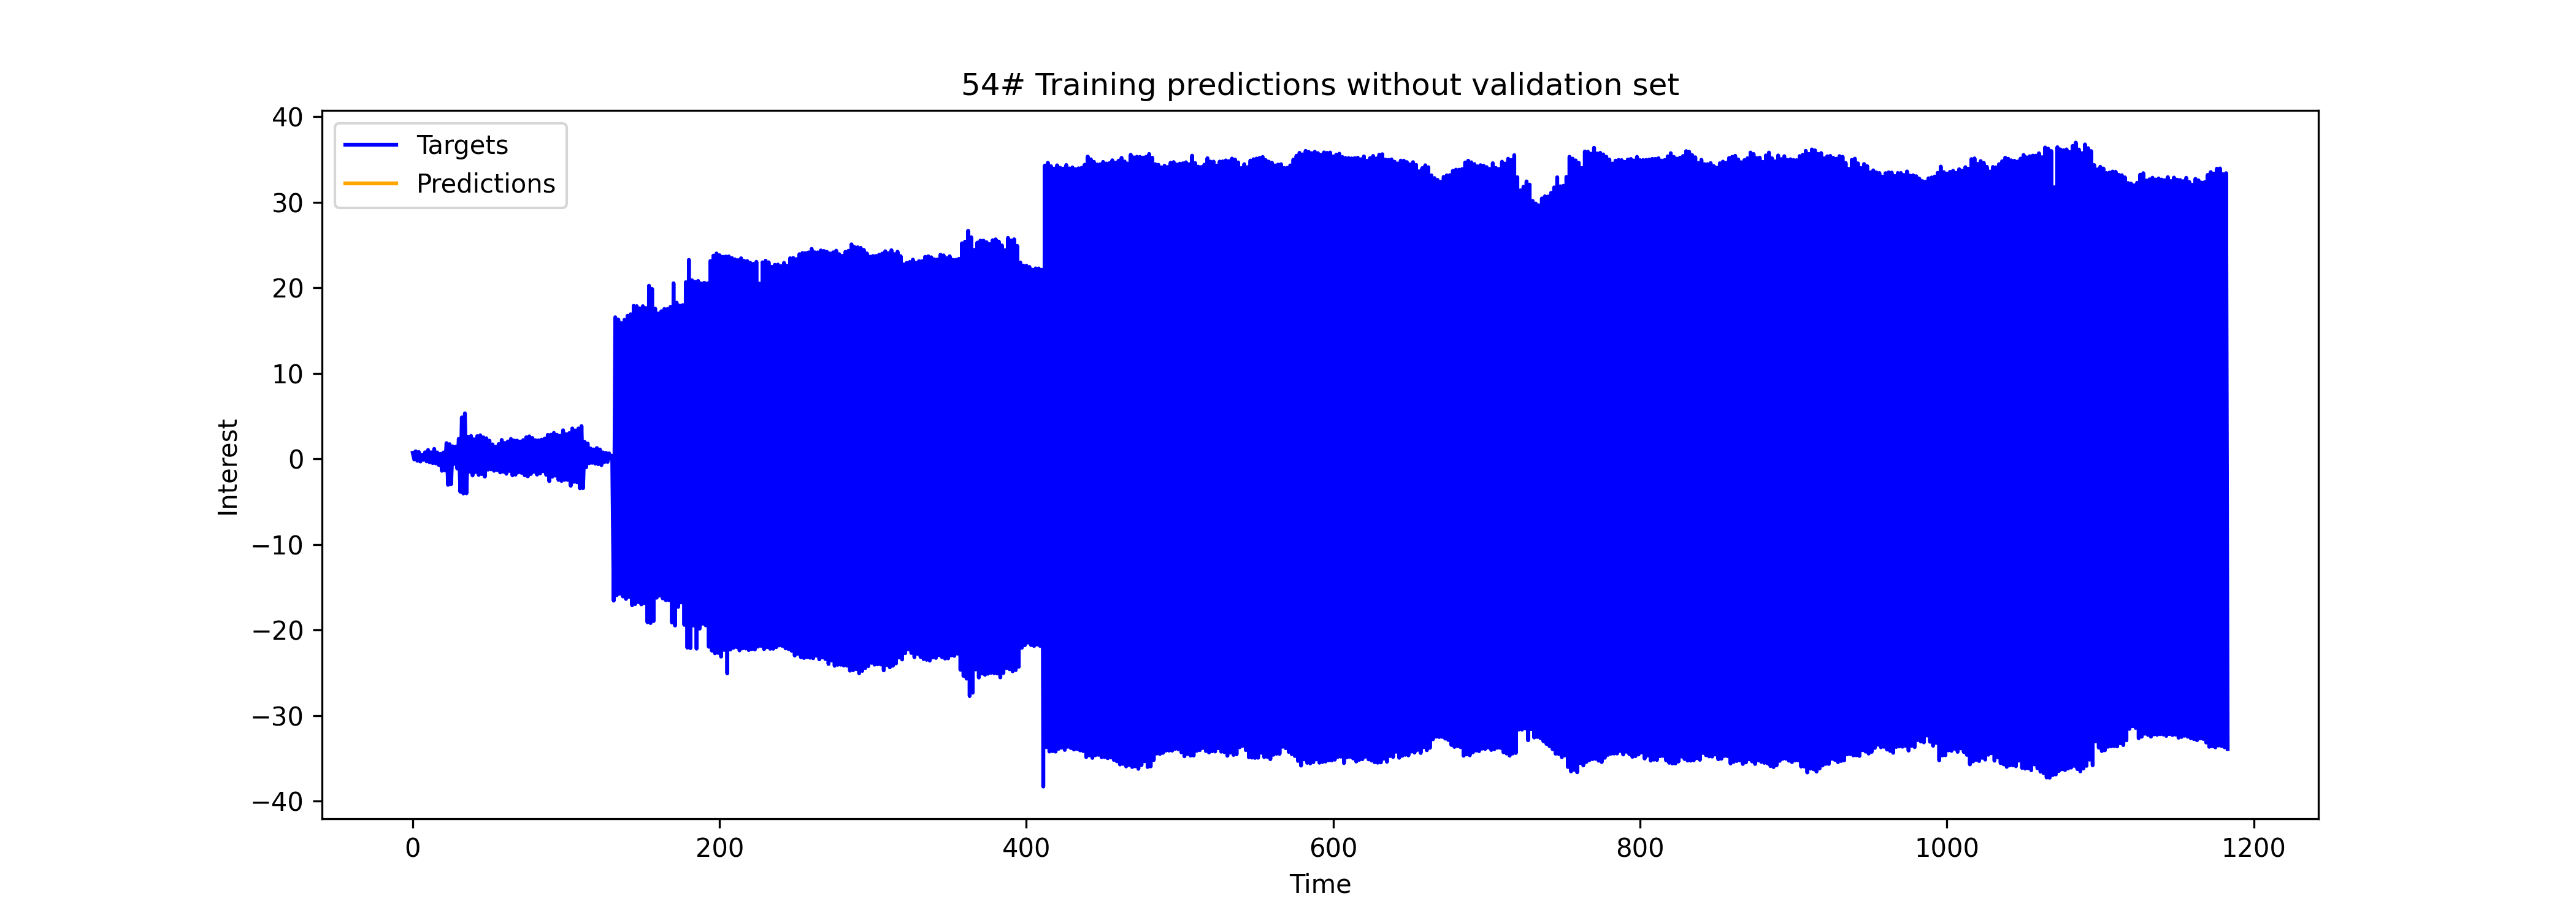 54# Training predictions without validation set
40
30
20
10
0
−10
−20
−30
−40
Interest
Targets
Predictions
0 200 400 600 800 1000 1200
Time